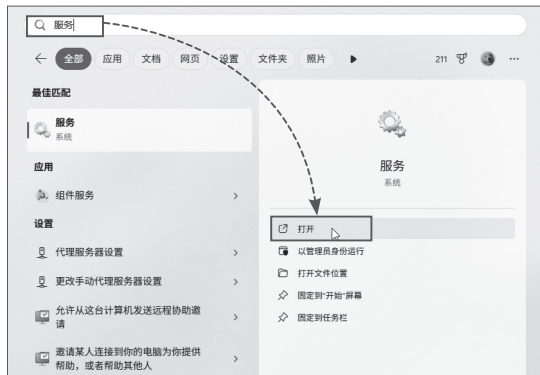 服务
全部 应用 文档 网页 设置 文件夹 照片 211
最佳匹配
服务
系统
应用
组件服务
设置
代理服务器设置
更改手动代理服务器设置
允许从这台计算机发送远程协助邀
请
邀请某人连接到你的电脑为你提供
帮助，或者帮助其他人
服务
系统
打开
以管理员身份运行
打开文件位置
固定到"开始"屏幕
固定到任务栏